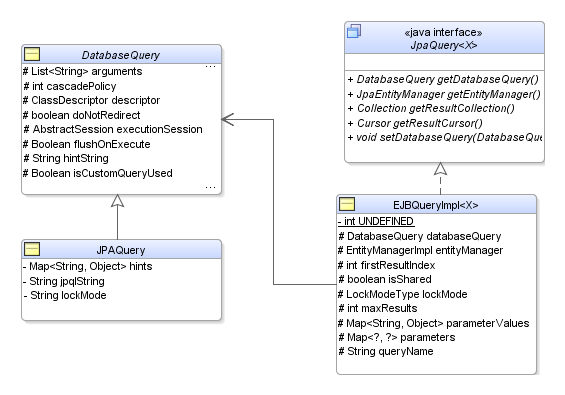 DatabaseQuery
...
# List<String> arguments
# int cascadePolicy
# ClassDescriptor descriptor
# boolean doNotRedirect
# AbstractSession executionSession
# Boolean flushOnExecute
# String hintString
# Boolean isCustomQueryUsed
...
JPAQuery
- Map<String, Object> hints
- String jpqlString
- String lockMode
«java interface»
JpaQuery<X>
+ DatabaseQuery getDatabaseQuery()
+ JpaEntityManager getEntityManager()
+ Collection getResultCollection()
+ Cursor getResultCursor()
+ void setDatabaseQuery(DatabaseQue
EJBQueryImpl<X>
- int UNDEFINED
# DatabaseQuery databaseQuery
# EntityManagerImpl entityManager
# int firstResultIndex
# boolean isShared
# LockModeType lockMode
# int maxResults
# Map<String, Object> parameterValues
# Map<?, ?> parameters
# String queryName